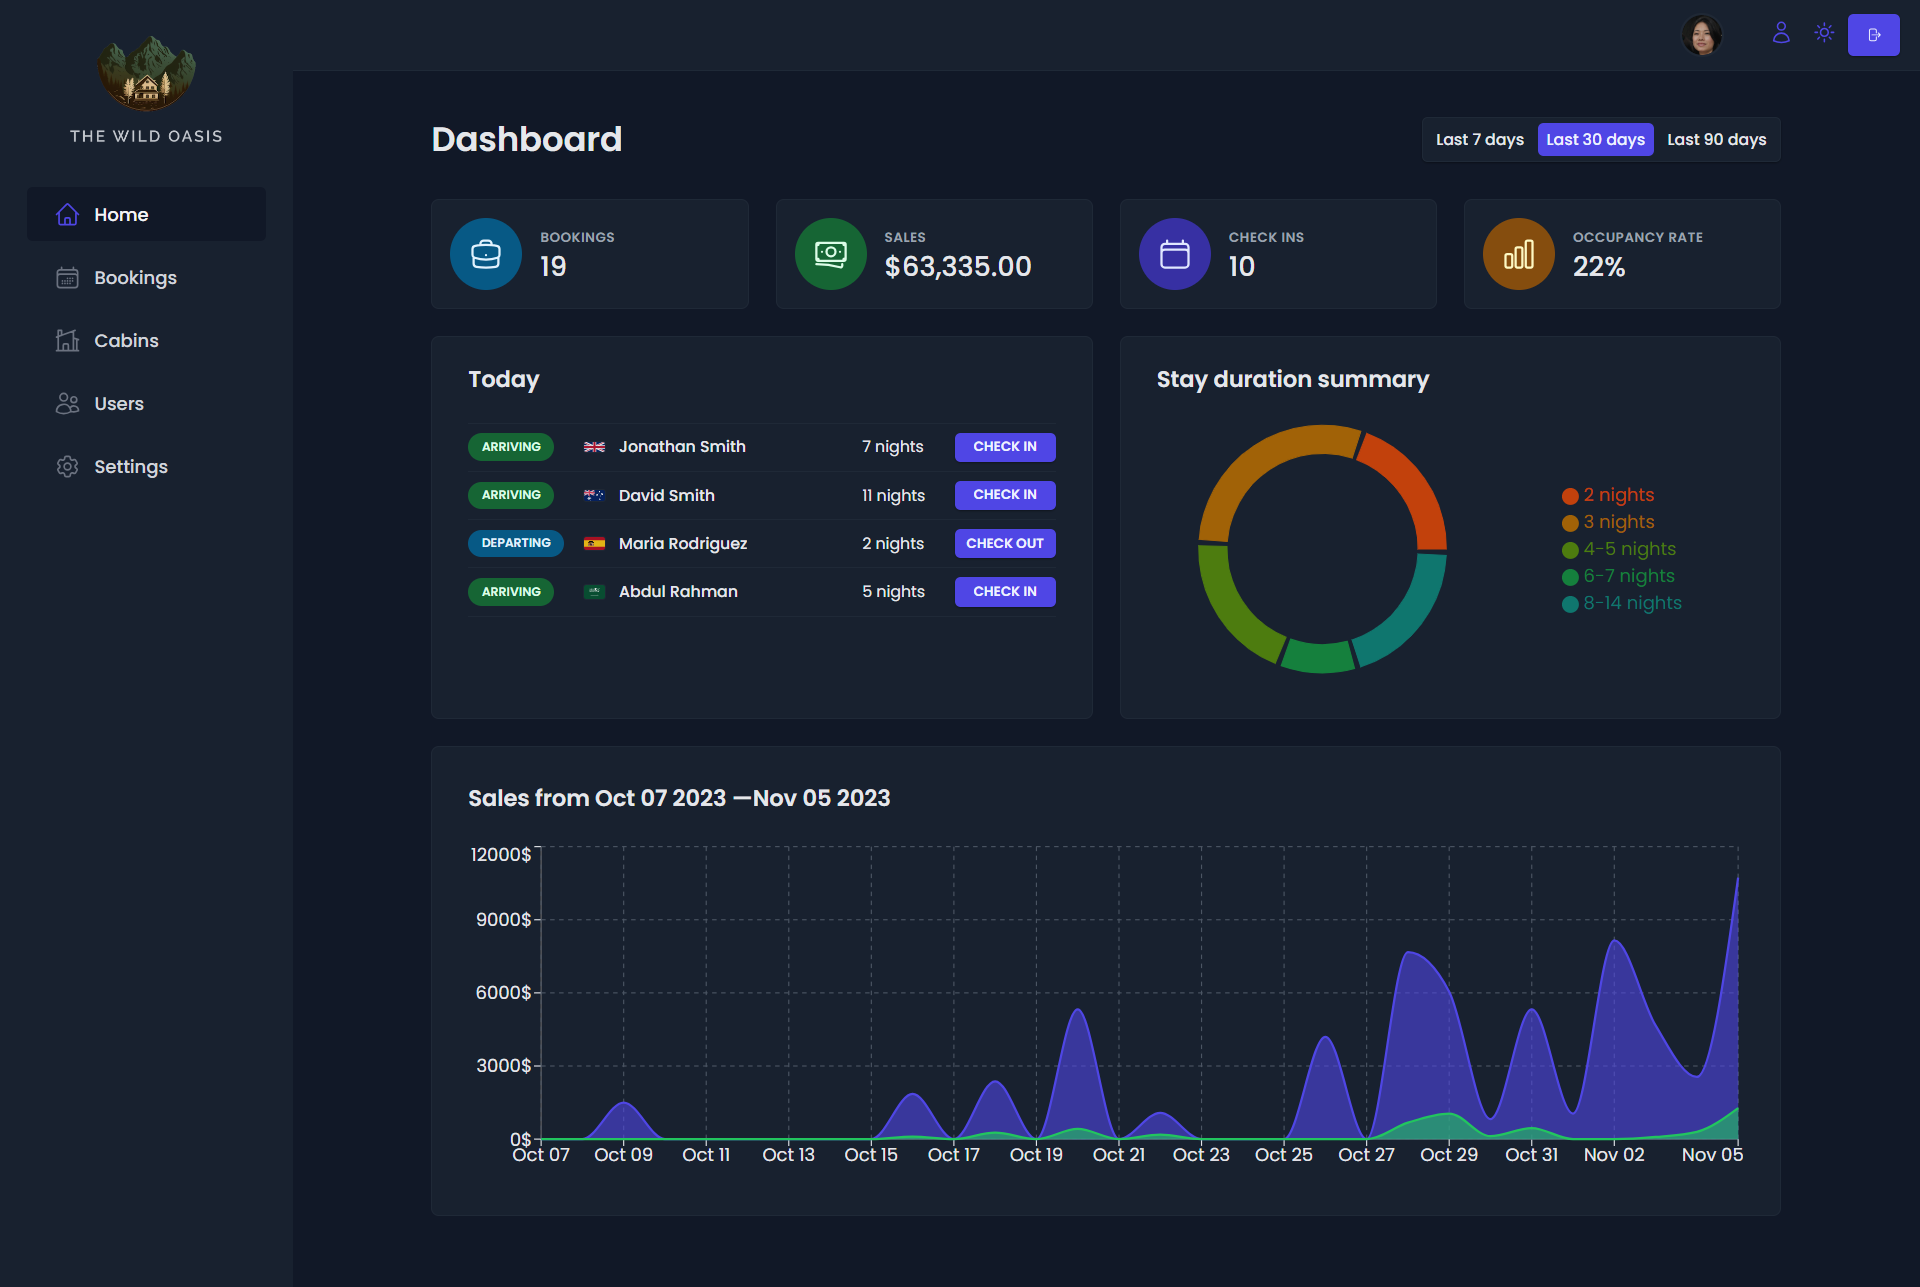 THE WILD OASIS
Home
Bookings
Cabins
Users
Settings
Dashboard
Last 7 days Last 30 days Last 90 days
BOOKINGS
19
SALES
$63,335.00
CHECK INS
10
OCCUPANCY RATE
22%
Today
ARRIVING Jonathan Smith 7 nights CHECK IN
ARRIVING David Smith 11 nights CHECK IN
DEPARTING Maria Rodriguez 2 nights CHECK OUT
ARRIVING Abdul Rahman 5 nights CHECK IN
Stay duration summary
2 nights
3 nights
4-5 nights
6-7 nights
8-14 nights
Sales from Oct 07 2023 —Nov 05 2023
12000$
9000$
6000$
3000$
0$
Oct 07 Oct 09 Oct 11 Oct 13 Oct 15 Oct 17 Oct 19 Oct 21 Oct 23 Oct 25 Oct 27 Oct 29 Oct 31 Nov 02 Nov 05